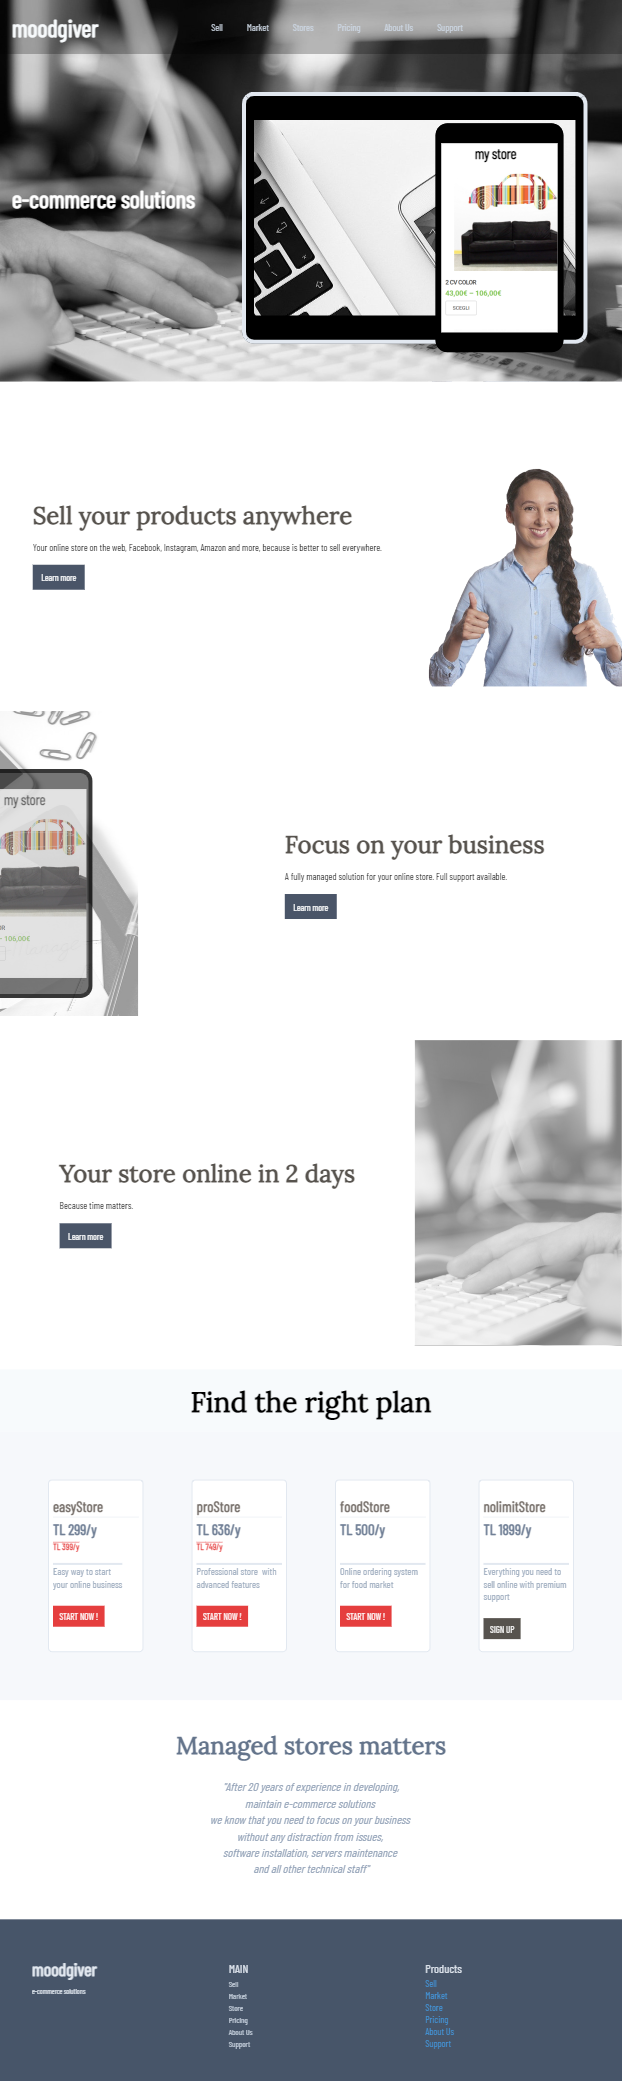 moodgiver
Sell Market Stores Pricing About Us Support
e-commerce solutions
my store
2 CV COLOR
43,00€ – 106,00€
SCEGLI
Sell your products anywhere
Your online store on the web, Facebook, Instagram, Amazon and more, because is better to sell everywhere.
Learn more
my store
OR
– 106,00€
Focus on your business
A fully managed solution for your online store. Full support available.
Learn more
Your store online in 2 days
Because time matters.
Learn more
Find the right plan
easyStore
TL 299/y
TL 399/y
Easy way to start
your online business
START NOW !
proStore
TL 636/y
TL 749/y
Professional store with
advanced features
START NOW !
foodStore
TL 500/y
Online ordering system
for food market
START NOW !
nolimitStore
TL 1899/y
Everything you need to
sell online with premium
support
SIGN UP
Managed stores matters
"After 20 years of experience in developing,
maintain e-commerce solutions
we know that you need to focus on your business
without any distraction from issues,
software installation, servers maintenance
and all other technical staff"
moodgiver
e-commerce solutions
MAIN
Sell
Market
Store
Pricing
About Us
Support
Products
Sell
Market
Store
Pricing
About Us
Support